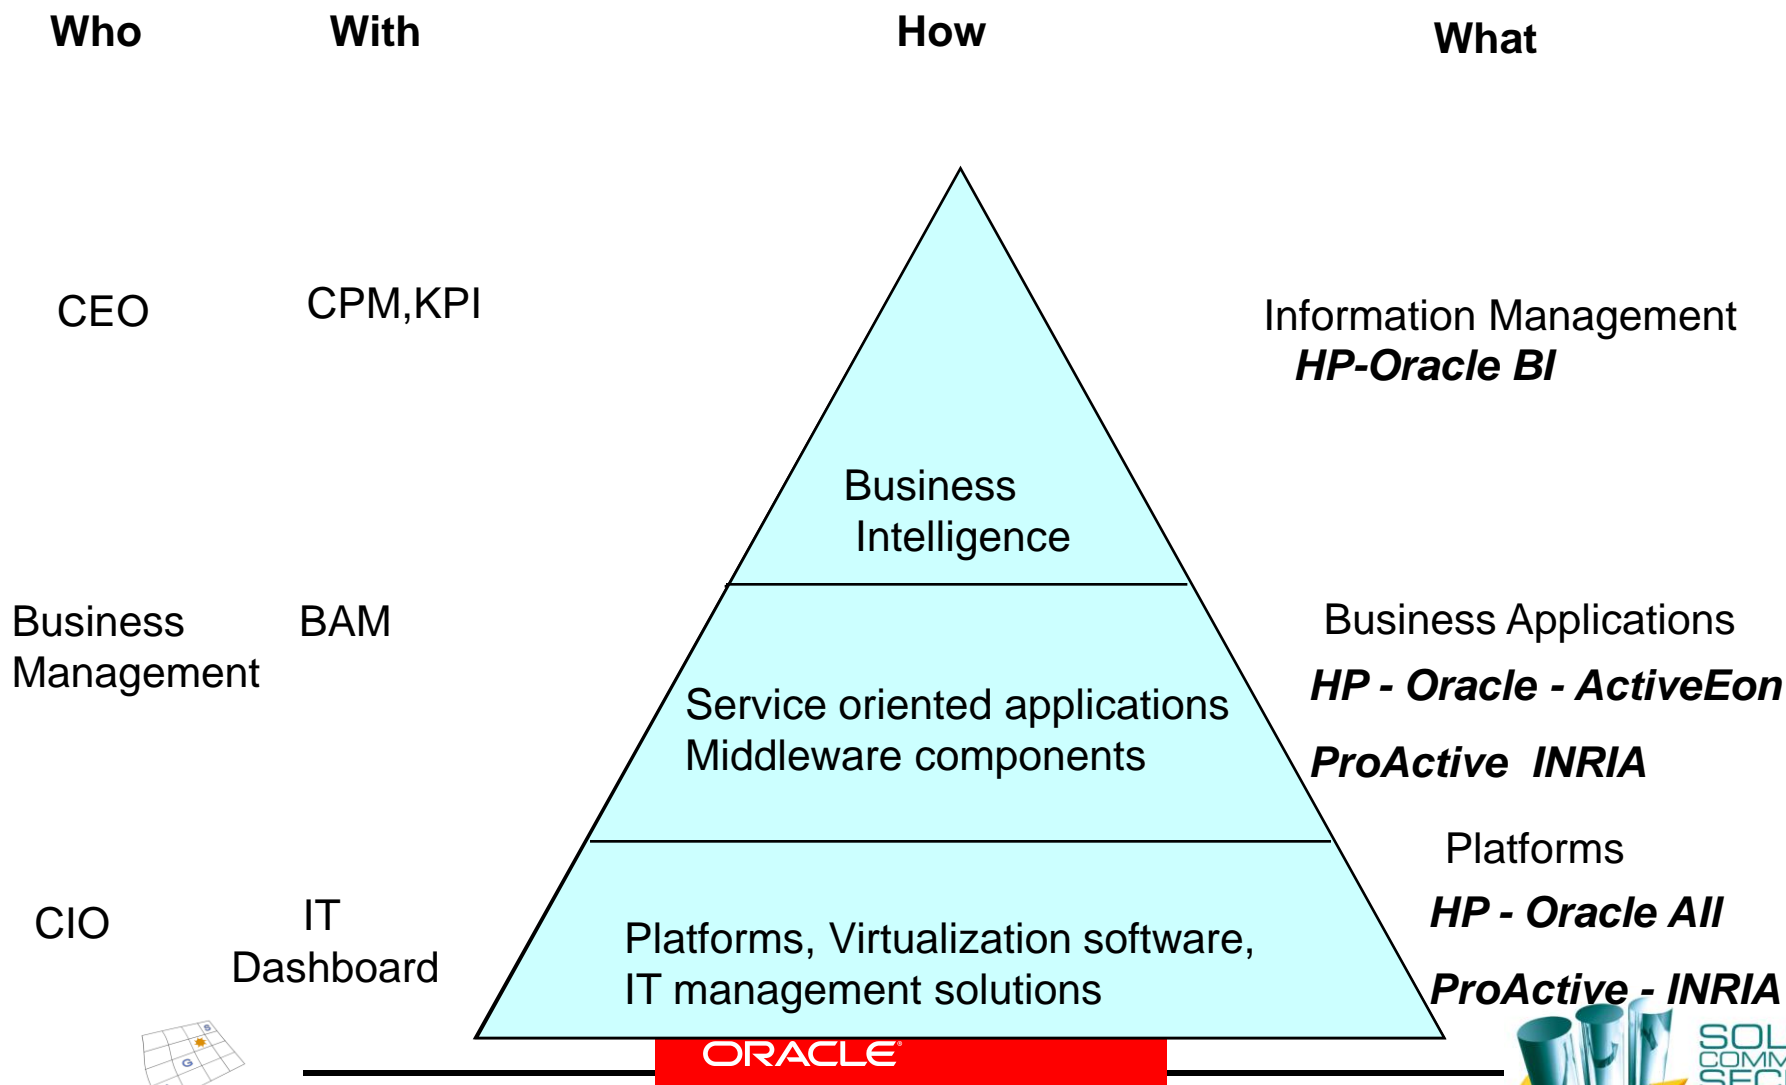 Who With How What
CEO CPM,KPI
Information Management
HP-Oracle BI
Business
Intelligence
Business
Management
BAM
Service oriented applications
Middleware components
Business Applications
HP - Oracle - ActiveEon
ProActive INRIA
CIO
IT
Dashboard
Platforms, Virtualization software,
IT management solutions
Platforms
HP - Oracle AII
ProActive - INRIA
S
G
ORACLE